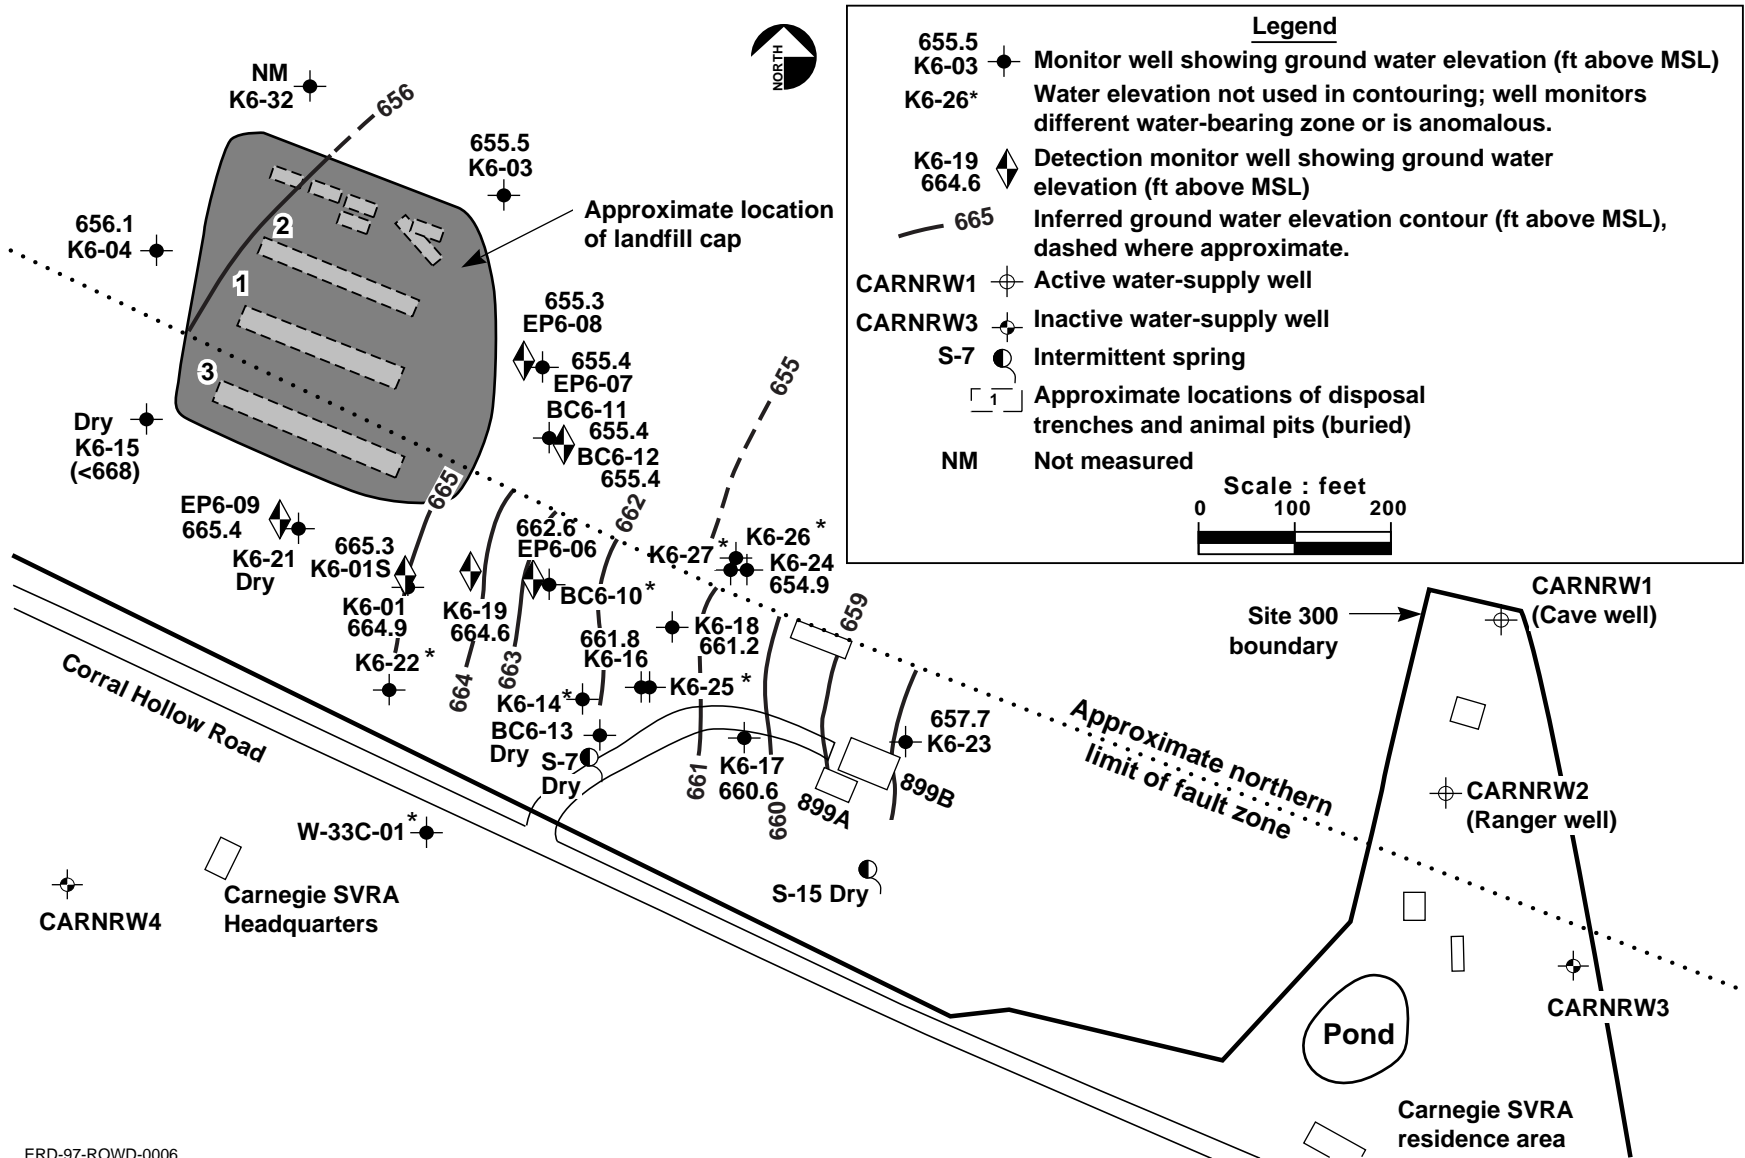 NORTH
Legend
655.5
K6-03
Monitor well showing ground water elevation (ft above MSL)
K6-26*
Water elevation not used in contouring; well monitors
different water-bearing zone or is anomalous.
K6-19
664.6
Detection monitor well showing ground water
elevation (ft above MSL)
665
Inferred ground water elevation contour (ft above MSL),
dashed where approximate.
CARNRW1
Active water-supply well
CARNRW3
Inactive water-supply well
S-7
Intermittent spring
1
Approximate locations of disposal
trenches and animal pits (buried)
NM
Not measured
Scale : feet
0 100 200
NM
K6-32
656
655.5
K6-03
656.1
K6-04
Approximate location
of landfill cap
2
1
3
655.3
EP6-08
655.4
EP6-07
BC6-11
655.4
BC6-12
655.4
655
Dry
K6-15
(<668)
665
EP6-09
665.4
K6-21
Dry
665.3
K6-01S
K6-01
664.9
K6-22 *
K6-19
664.6
664
662.6
EP6-06
663
662
BC6-10 *
661.8
K6-16
K6-14 *
BC6-13
Dry
S-7
Dry
K6-27 *
K6-26 *
K6-24
654.9
K6-18
661.2
K6-25 *
661
K6-17
660.6
660
659
899A
899B
657.7
K6-23
S-15 Dry
Approximate northern
limit of fault zone
Site 300
boundary
CARNRW1
(Cave well)
CARNRW2
(Ranger well)
CARNRW3
Pond
Carnegie SVRA
residence area
Corral Hollow Road
W-33C-01 *
Carnegie SVRA
Headquarters
CARNRW4
ERD-97-ROWD-0006